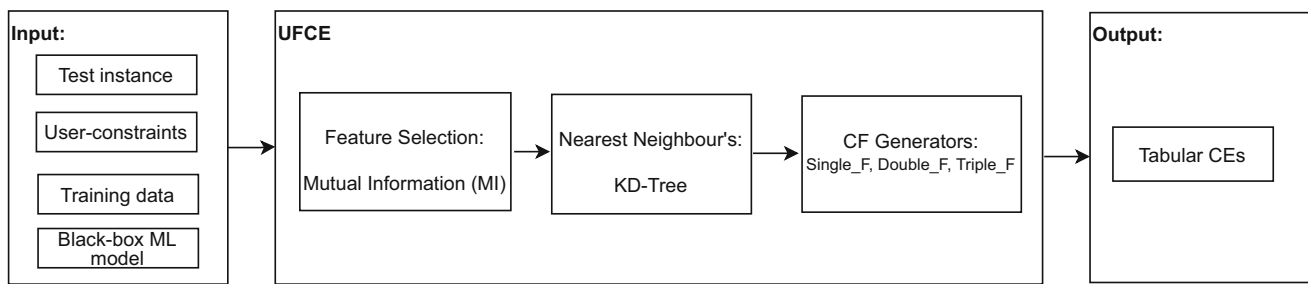 Input:
Test instance
User-constraints
Training data
Black-box ML
model
UFCE
Feature Selection:
Mutual Information (MI)
Nearest Neighbour's:
KD-Tree
CF Generators:
Single_F, Double_F, Triple_F
Output:
Tabular CEs